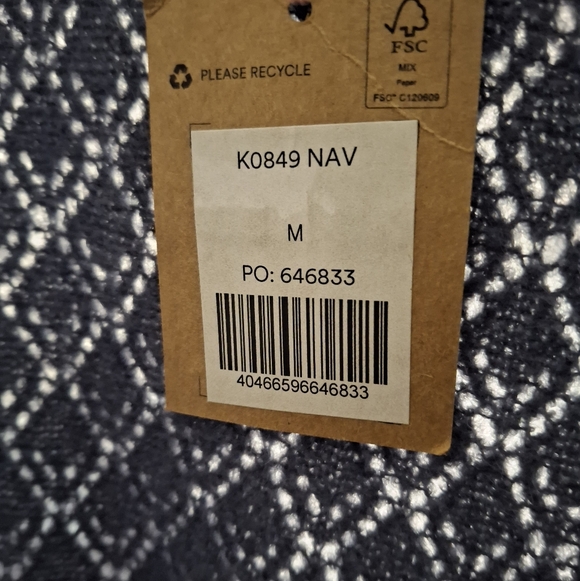 FSC
MIX
Paper
FSC® C120609
PLEASE RECYCLE
K0849 NAV
M
PO: 646833
40466596646833